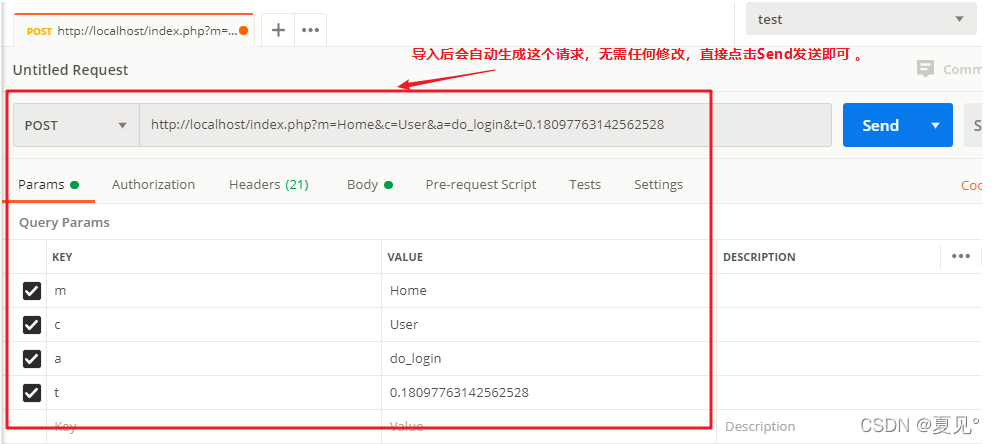 POST http://localhost/index.php?m=... + ••• test
导入后会自动生成这个请求，无需任何修改，直接点击Send发送即可 。
Untitled Request Comm
POST http://localhost/index.php?m=Home&c=User&a=do_login&t=0.18097763142562528 Send S
Params Authorization Headers (21) Body Pre-request Script Tests Settings Coo
Query Params
KEY VALUE DESCRIPTION •••
m Home
c User
a do_login
t 0.18097763142562528
Key Value Description
CSDN @夏见°